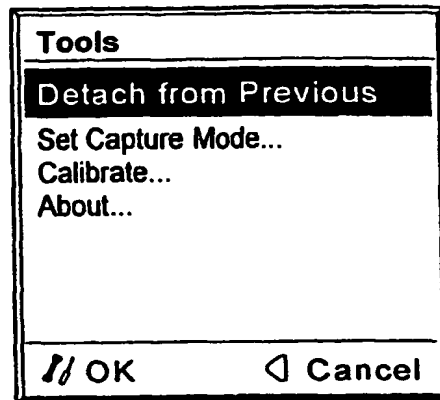 Tools
Detach from Previous
Set Capture Mode...
Calibrate...
About...
OK Cancel